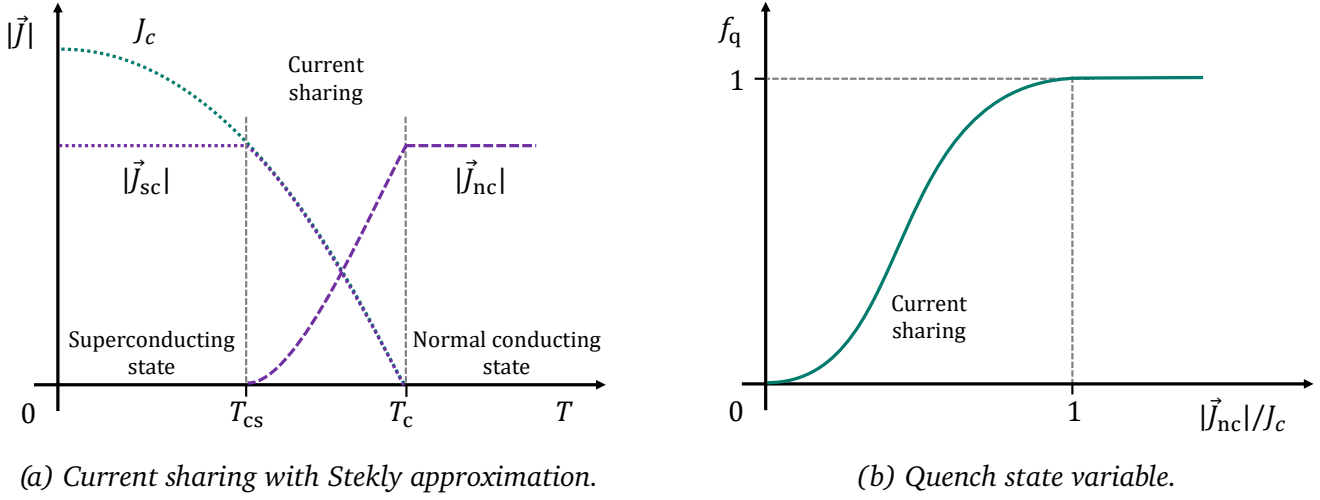 |J⃗|
J_c
Current
sharing
|J⃗_sc|
|J⃗_nc|
Superconducting
state
Normal conducting
state
0
T_cs
T_c
T
(a) Current sharing with Stekly approximation.
f_q
1
Current
sharing
0
1
|J⃗_nc|/J_c
(b) Quench state variable.